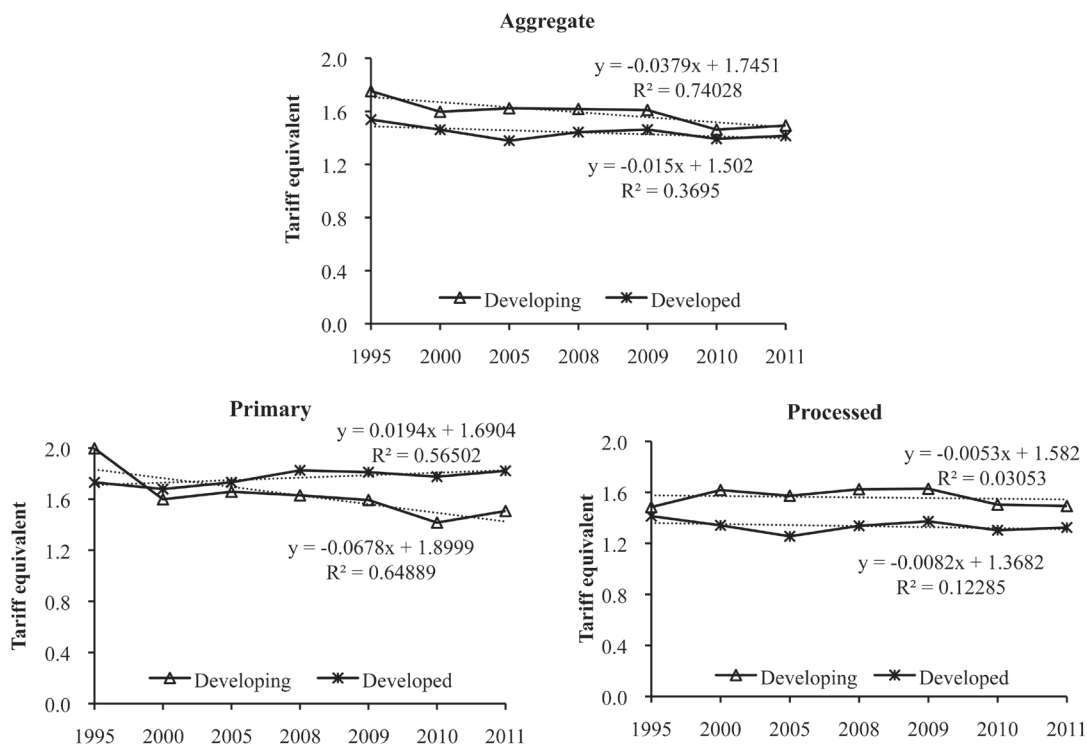 Aggregate
2.0
1.6
1.2
0.8
0.4
0.0
Tariff equivalent
y = -0.0379x + 1.7451
R² = 0.74028
y = -0.015x + 1.502
R² = 0.3695
Developing Developed
1995 2000 2005 2008 2009 2010 2011
Primary
2.0
1.6
1.2
0.8
0.4
0.0
Tariff equivalent
y = 0.0194x + 1.6904
R² = 0.56502
y = -0.0678x + 1.8999
R² = 0.64889
Developing Developed
1995 2000 2005 2008 2009 2010 2011
Processed
2.0
1.6
1.2
0.8
0.4
0.0
Tariff equivalent
y = -0.0053x + 1.582
R² = 0.03053
y = -0.0082x + 1.3682
R² = 0.12285
Developing Developed
1995 2000 2005 2008 2009 2010 2011